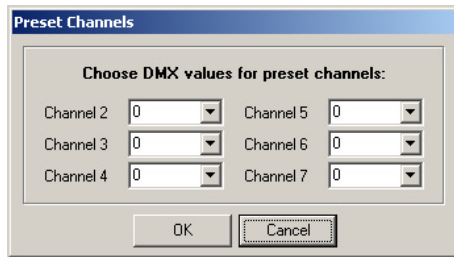 Preset Channels
Choose DMX values for preset channels:
Channel 2 0 Channel 5 0
Channel 3 0 Channel 6 0
Channel 4 0 Channel 7 0
OK Cancel